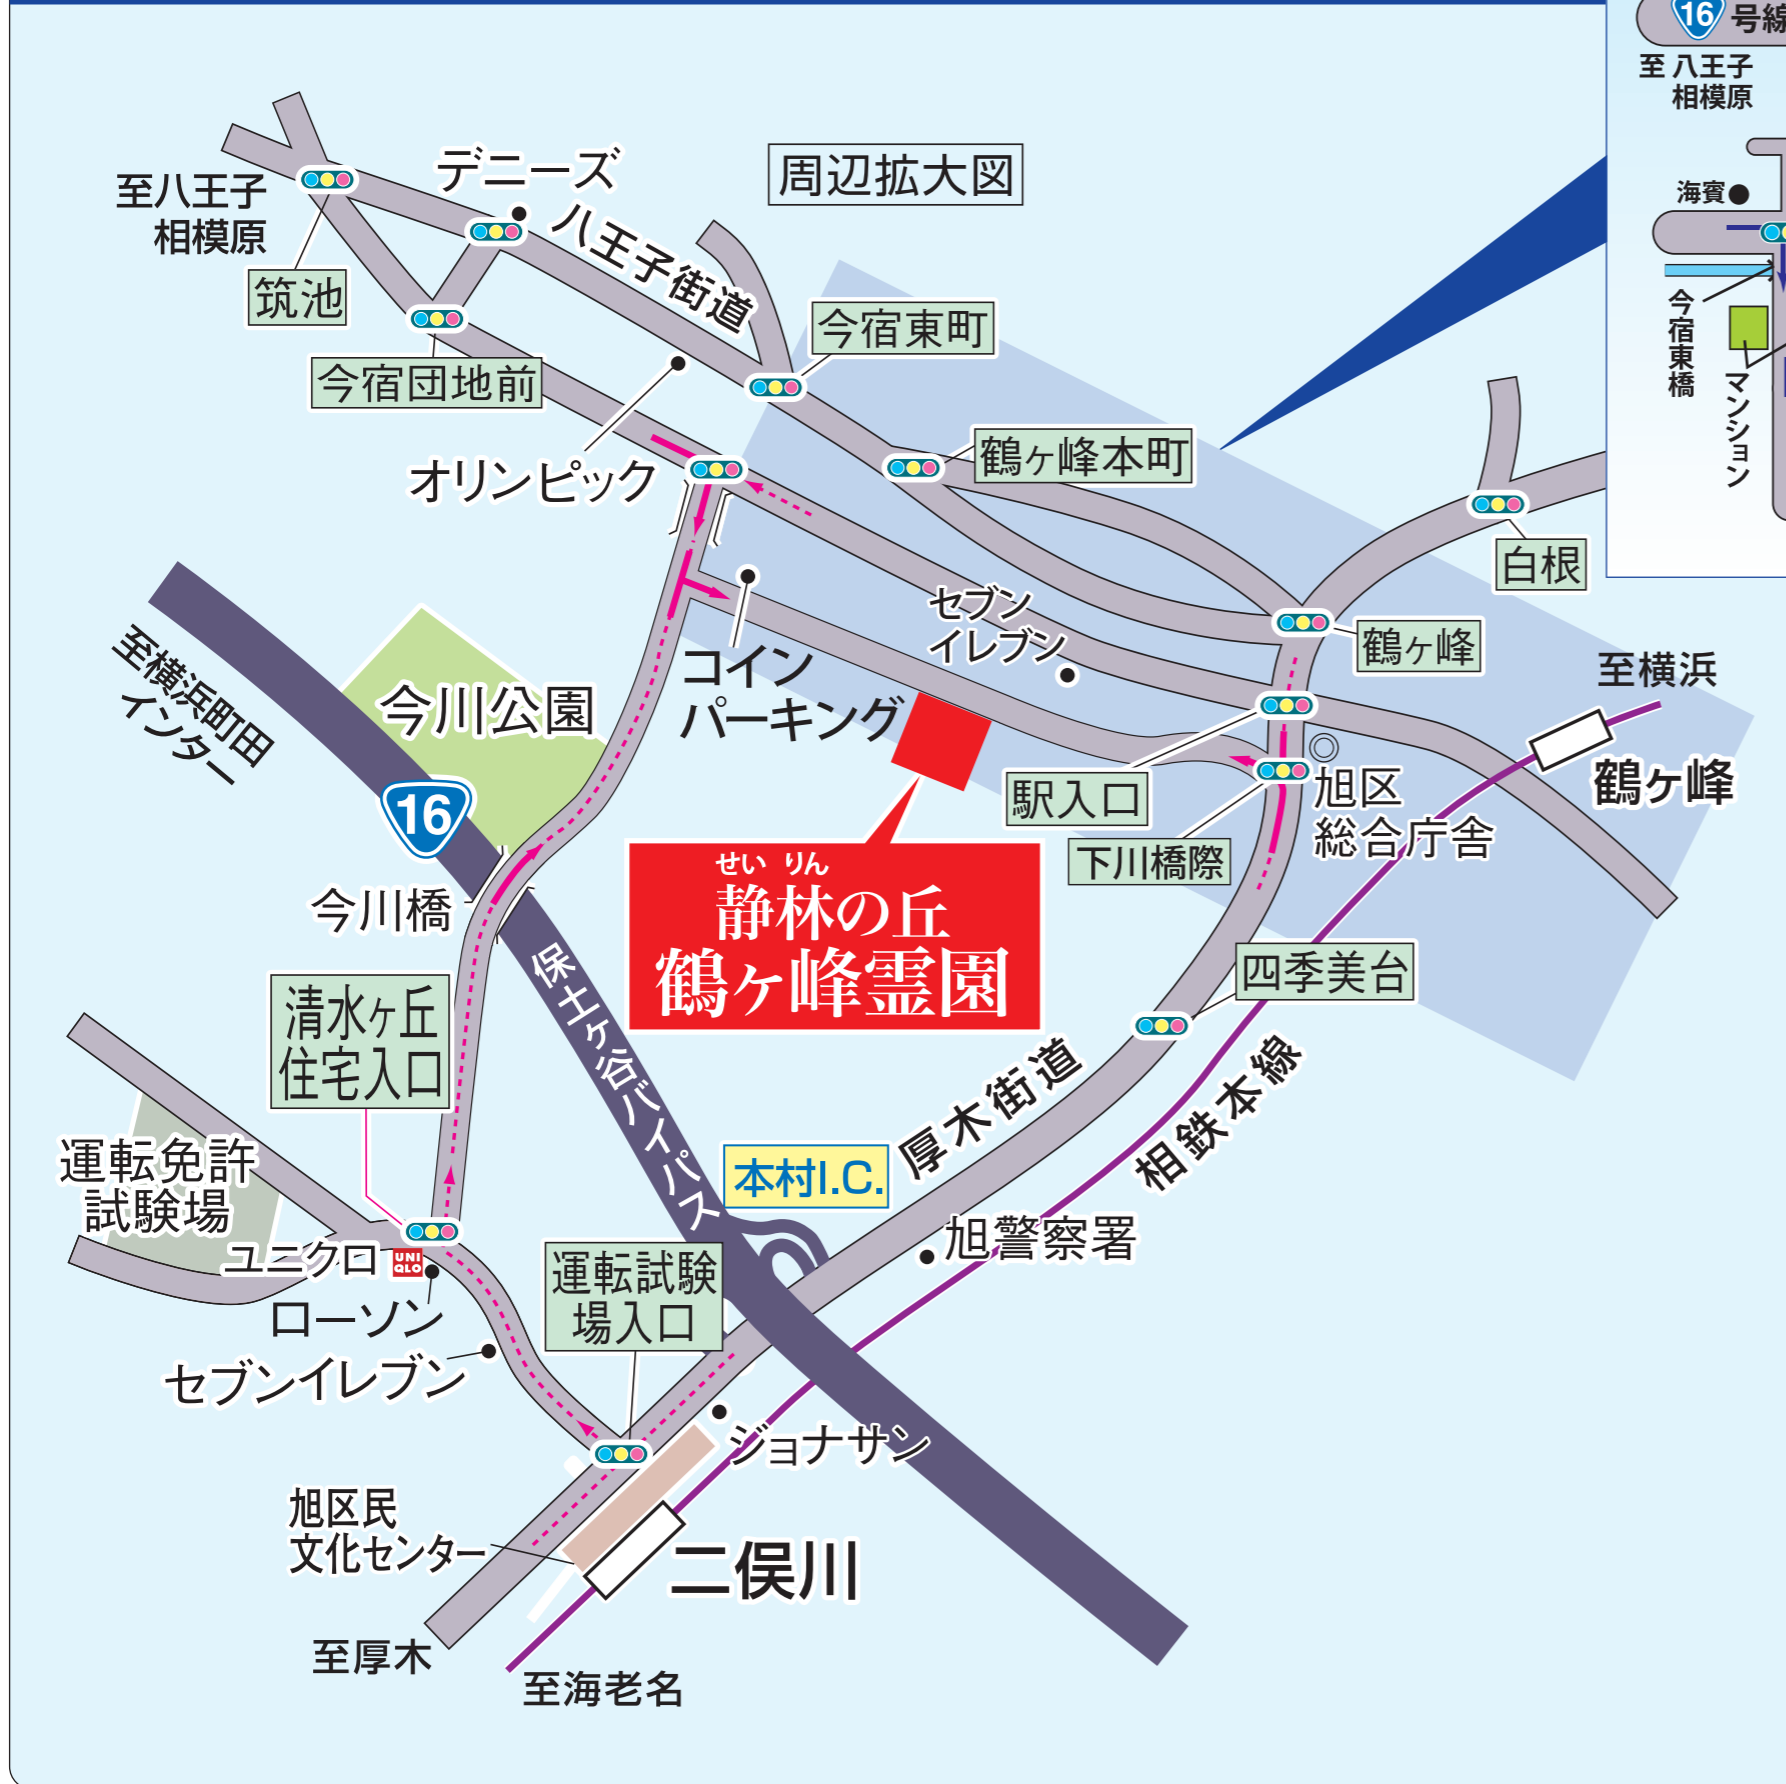 16
号線
至 八王子
相模原
海賓
今宿東橋
マンション
周辺拡大図
デニーズ
至八王子
相模原
八王子街道
筑池
今宿東町
今宿団地前
鶴ヶ峰本町
オリンピック
白根
セブン
イレブン
鶴ヶ峰
至横浜
至横浜町田
インター
今川公園
コイン
パーキング
鶴ヶ峰
駅入口
旭区
総合庁舎
16
下川橋際
せい りん
静林の丘
鶴ヶ峰霊園
今川橋
四季美台
保土ヶ谷バイパス
清水ヶ丘
住宅入口
厚木街道
相鉄本線
運転免許
試験場
本村I.C.
旭警察署
ユニクロ
UNI
QLO
運転試験
場入口
ローソン
セブンイレブン
ジョナサン
旭区民
文化センター
二俣川
至厚木
至海老名